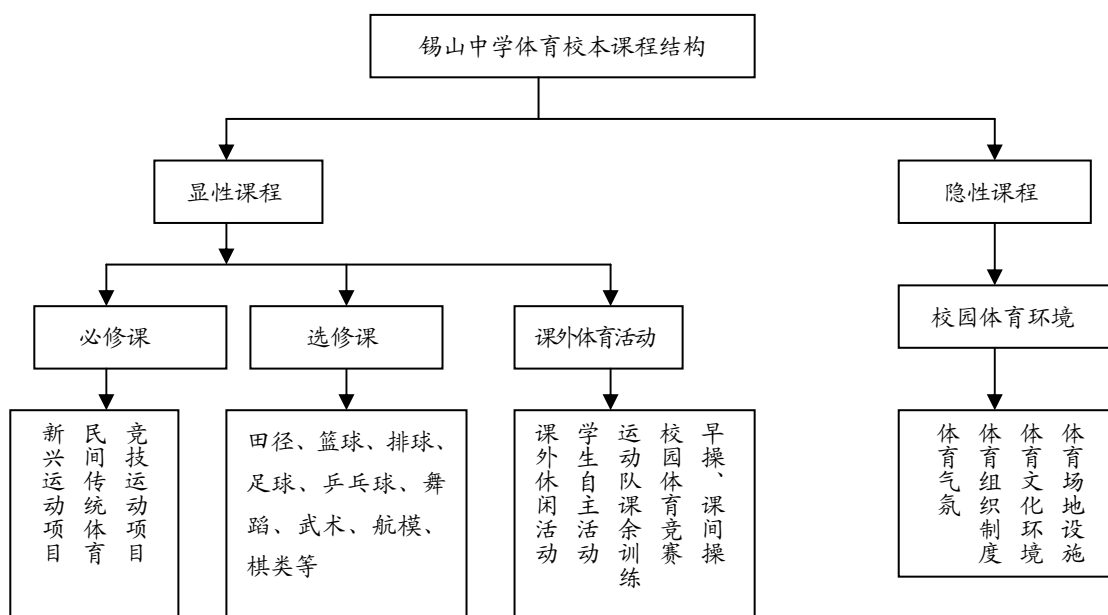 锡山中学体育校本课程结构
显性课程
隐性课程
必修课
选修课
课外体育活动
校园体育环境
竞技运动项目
民间传统体育
新兴运动项目
田径、篮球、排球、
足球、乒乓球、舞
蹈、武术、航模、
棋类等
早操、课间操
校园体育竞赛
运动队课余训练
学生自主活动
课外休闲活动
体育场地设施
体育文化环境
体育组织制度
体育气氛